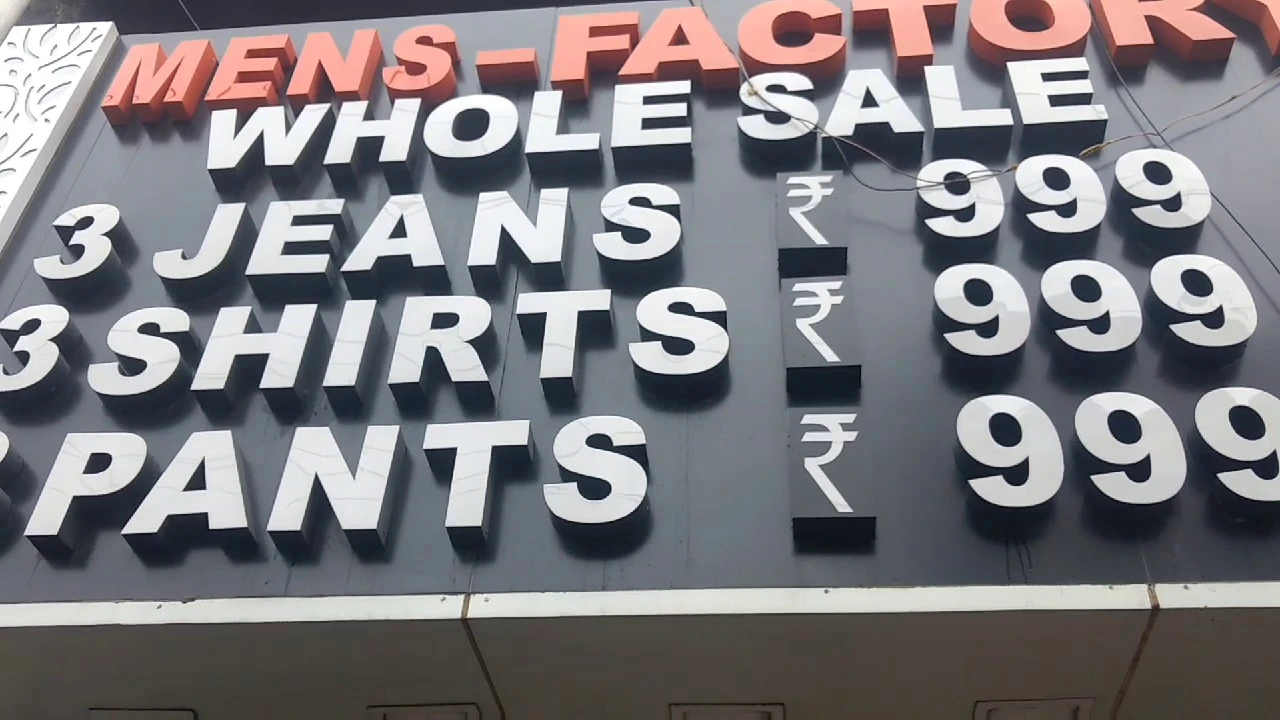 MENS-FACTORY
WHOLE SALE
3 JEANS ₹ 999
3 SHIRTS ₹ 999
PANTS ₹ 999